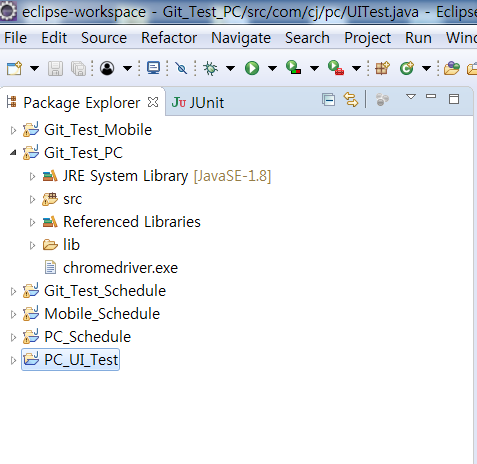 eclipse-workspace - Git_Test_PC/src/com/cj/pc/UITest.java - Eclips
File Edit Source Refactor Navigate Search Project Run Wind
Package Explorer JUnit
Git_Test_Mobile
Git_Test_PC
JRE System Library [JavaSE-1.8]
src
Referenced Libraries
lib
chromedriver.exe
Git_Test_Schedule
Mobile_Schedule
PC_Schedule
PC_UI_Test